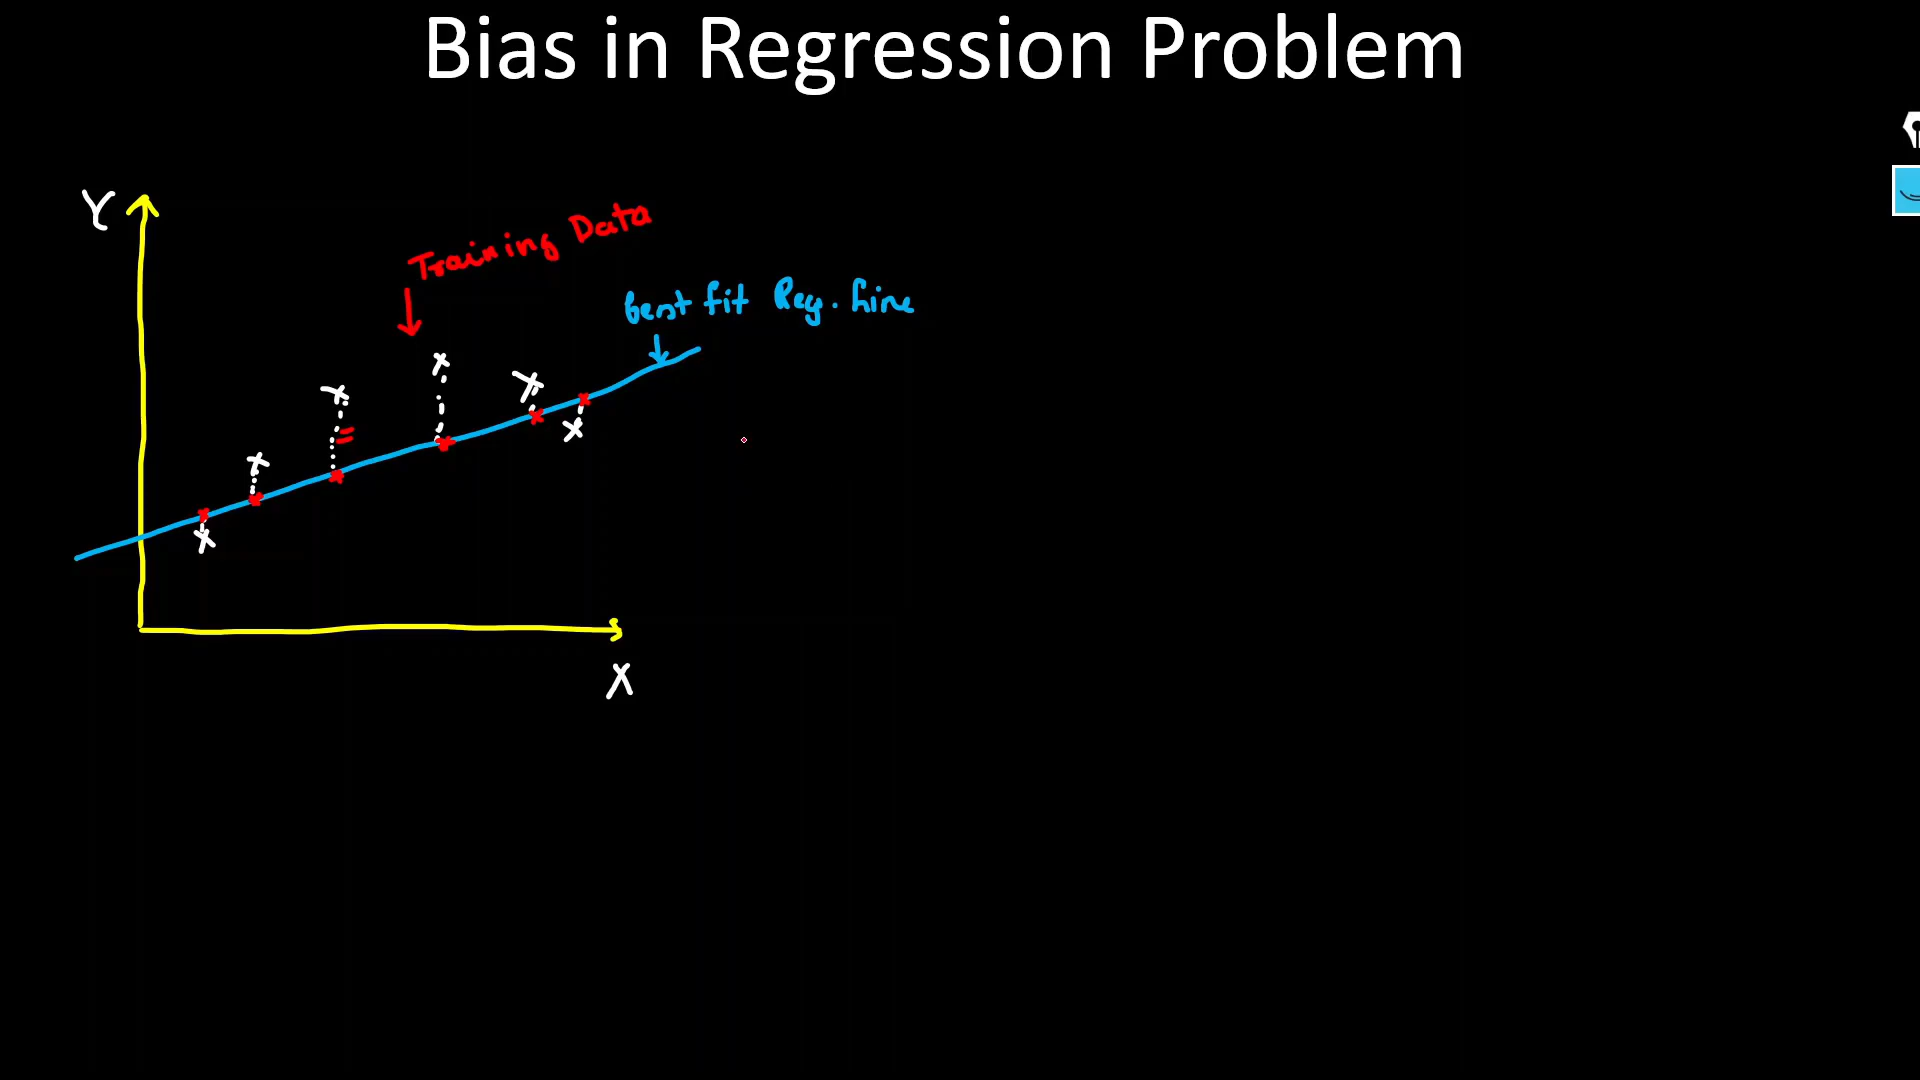 Bias in Regression Problem
Y
Training Data
best fit Reg. Line
X